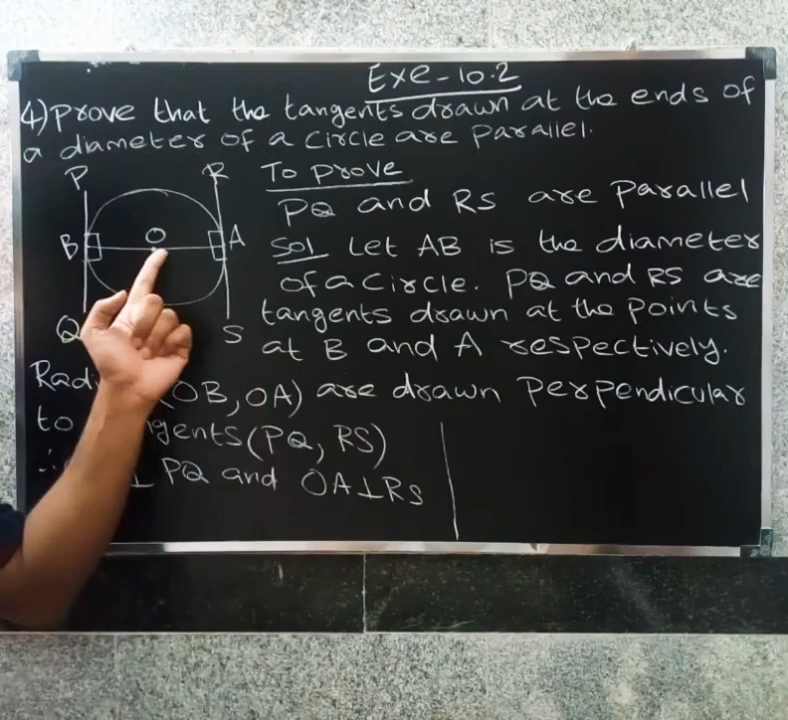 Exe-10.2
4) Prove that the tangents drawn at the ends of
a diameter of a circle are parallel.
P R
B O A
Q S
To prove
PQ and RS are parallel
Sol Let AB is the diameter
of a circle. PQ and RS are
tangents drawn at the points
at B and A respectively.
(OB, OA) are drawn perpendicular
to (PQ, RS)
∴ ⊥ PQ and OA⊥RS